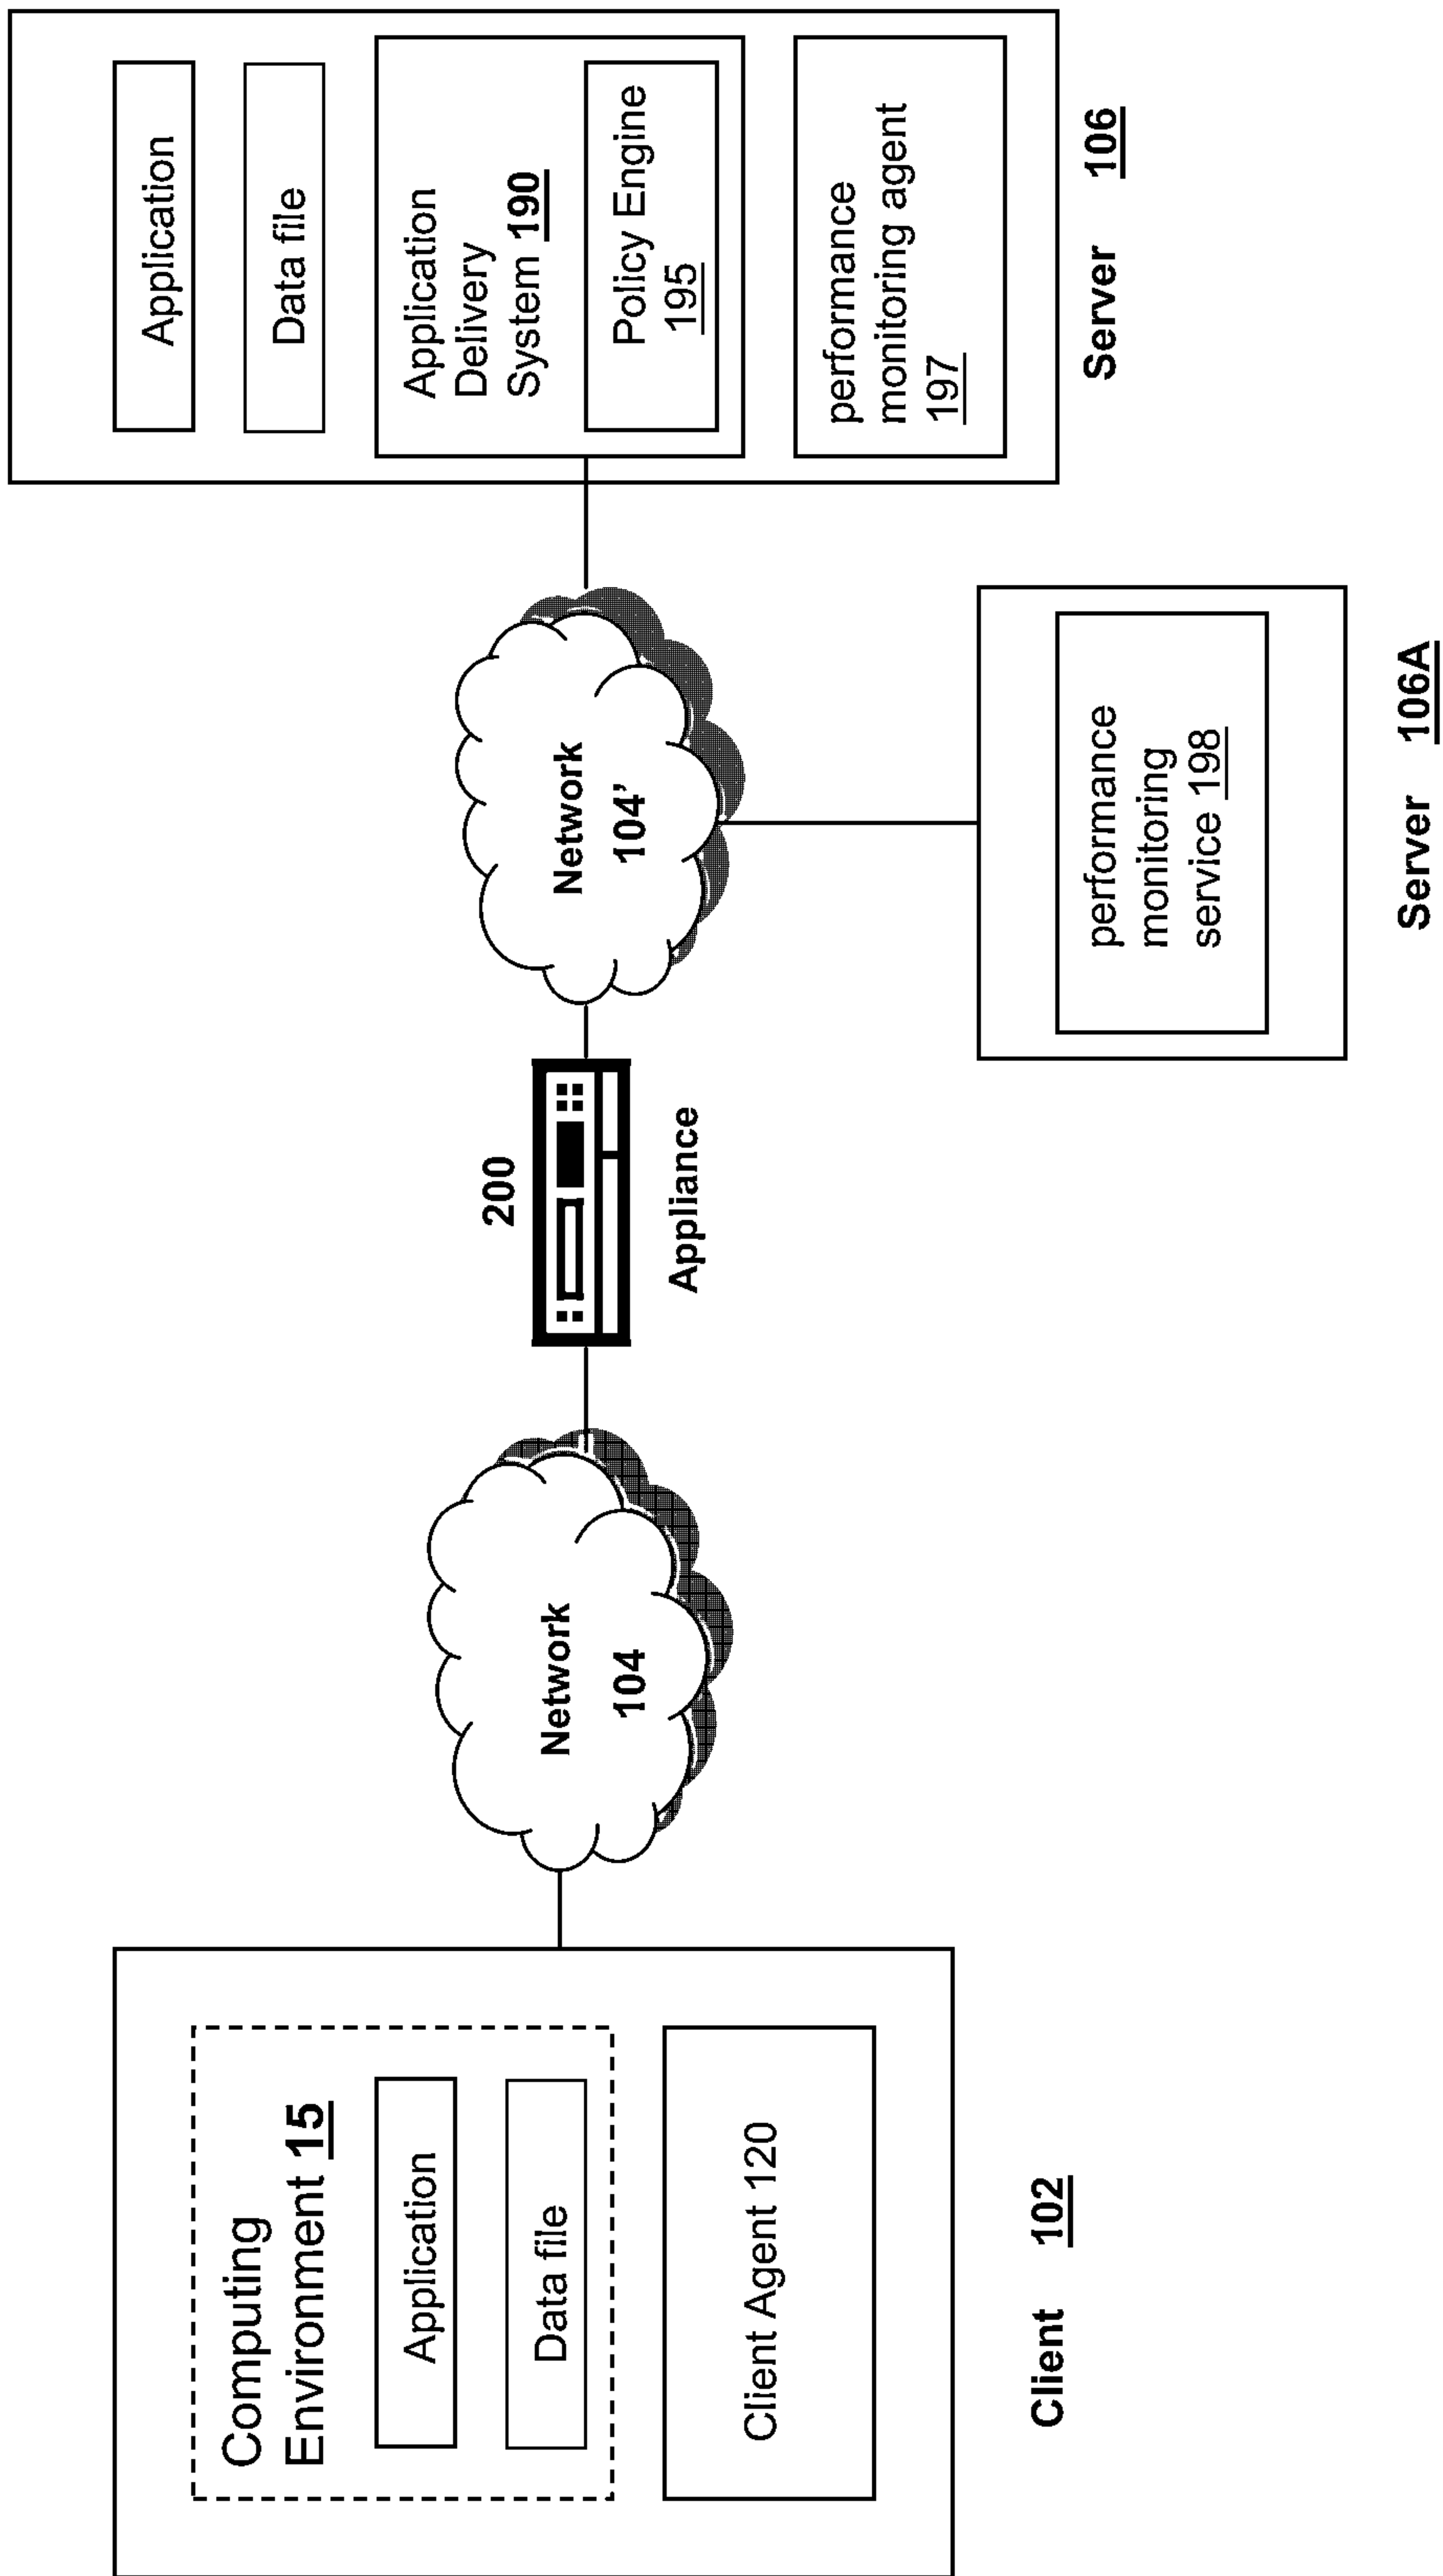 Computing
Environment 15
Application
Data file
Client Agent 120
Client 102
Network
104
200
Appliance
Network
104’
performance
monitoring
service 198
Server 106A
Application
Data file
Application
Delivery
System 190
Policy Engine
195
performance
monitoring agent
197
Server 106